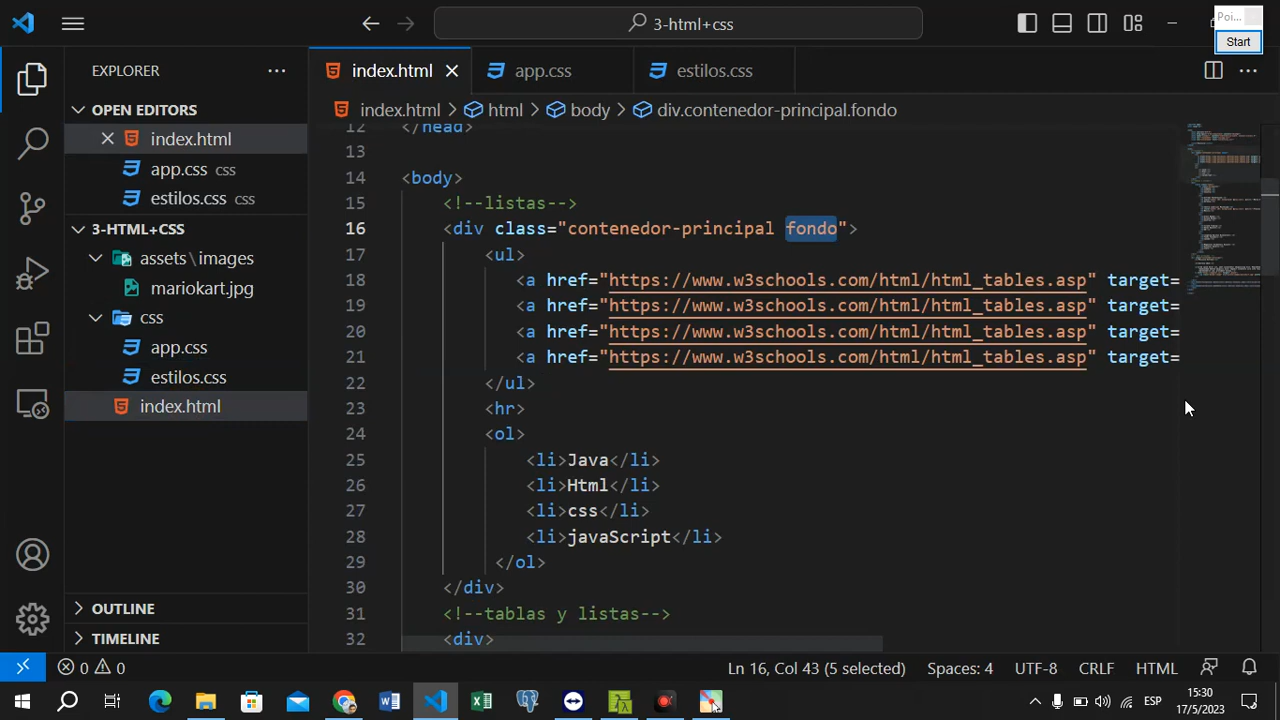 3-html+css
Poi...
Start
EXPLORER
index.html
app.css
estilos.css
index.html > html > body > div.contenedor-principal.fondo
OPEN EDITORS
index.html
app.css css
estilos.css css
3-HTML+CSS
assets\images
mariokart.jpg
css
app.css
estilos.css
index.html
OUTLINE
TIMELINE
12 </head>
13
14 <body>
15 <!--listas-->
16 <div class="contenedor-principal fondo">
17 <ul>
18 <a href="https://www.w3schools.com/html/html_tables.asp" target=
19 <a href="https://www.w3schools.com/html/html_tables.asp" target=
20 <a href="https://www.w3schools.com/html/html_tables.asp" target=
21 <a href="https://www.w3schools.com/html/html_tables.asp" target=
22 </ul>
23 <hr>
24 <ol>
25 <li>Java</li>
26 <li>Html</li>
27 <li>css</li>
28 <li>javaScript</li>
29 </ol>
30 </div>
31 <!--tablas y listas-->
32 <div>
0 0
Ln 16, Col 43 (5 selected)
Spaces: 4
UTF-8
CRLF
HTML
ESP
15:30
17/5/2023